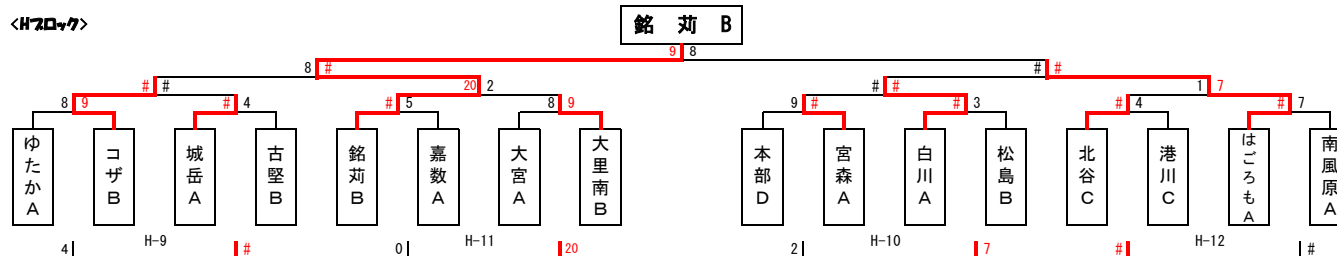 <Hブロック>
銘苅B
9 8
8 # # #
# # 20 2 # # 1 7
8 9 # 4 # 5 8 9 9 # # 3 # 4 # 7
ゆたかA コザB 城岳A 古堅B 銘苅B 嘉数A 大宮A 大里南B 本部D 宮森A 白川A 松島B 北谷C 港川C はごろもA 南風原A
H-9 H-11 H-10 H-12
4 # 0 20 2 7 # #